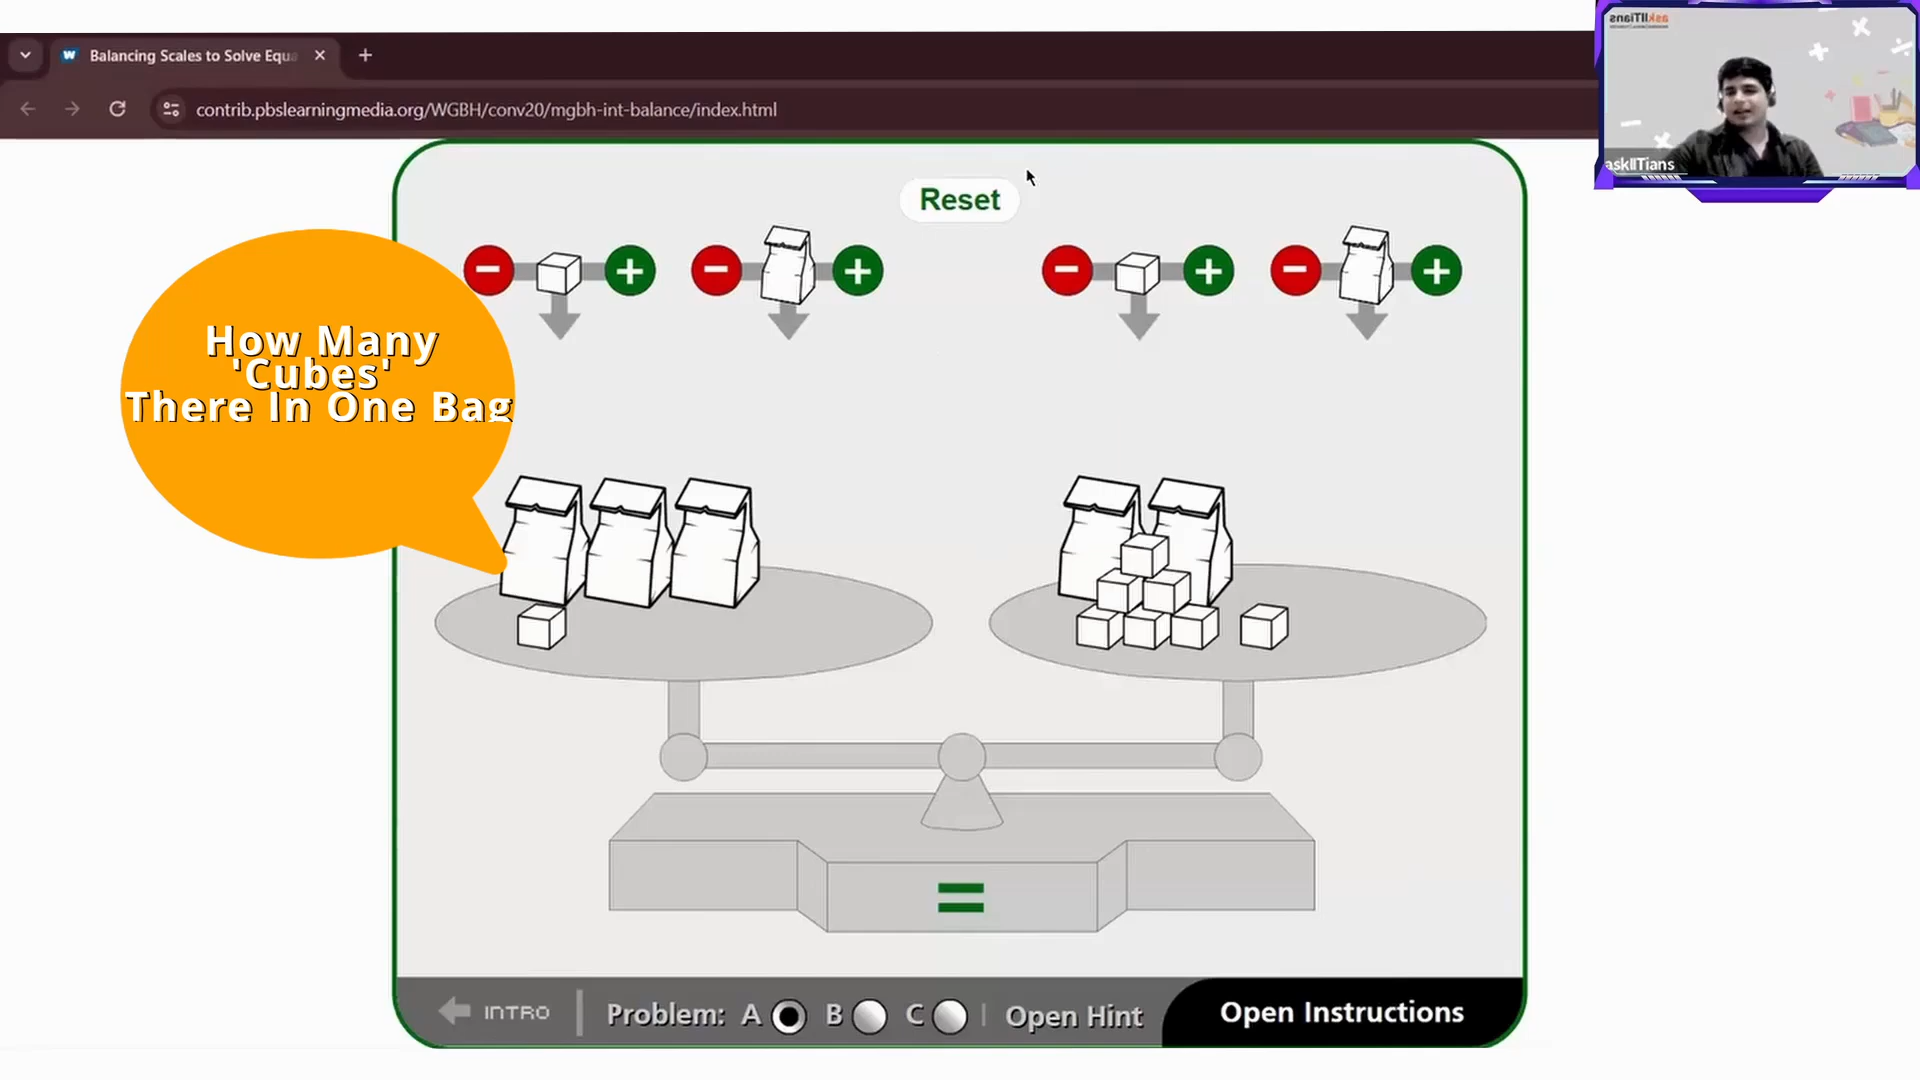 Balancing Scales to Solve Equa
contrib.pbslearningmedia.org/WGBH/conv20/mgbh-int-balance/index.html
askIITians
askIITians
Reset
How Many
'Cubes'
There In One Bag
=
INTRO
Problem: A B C
Open Hint
Open Instructions